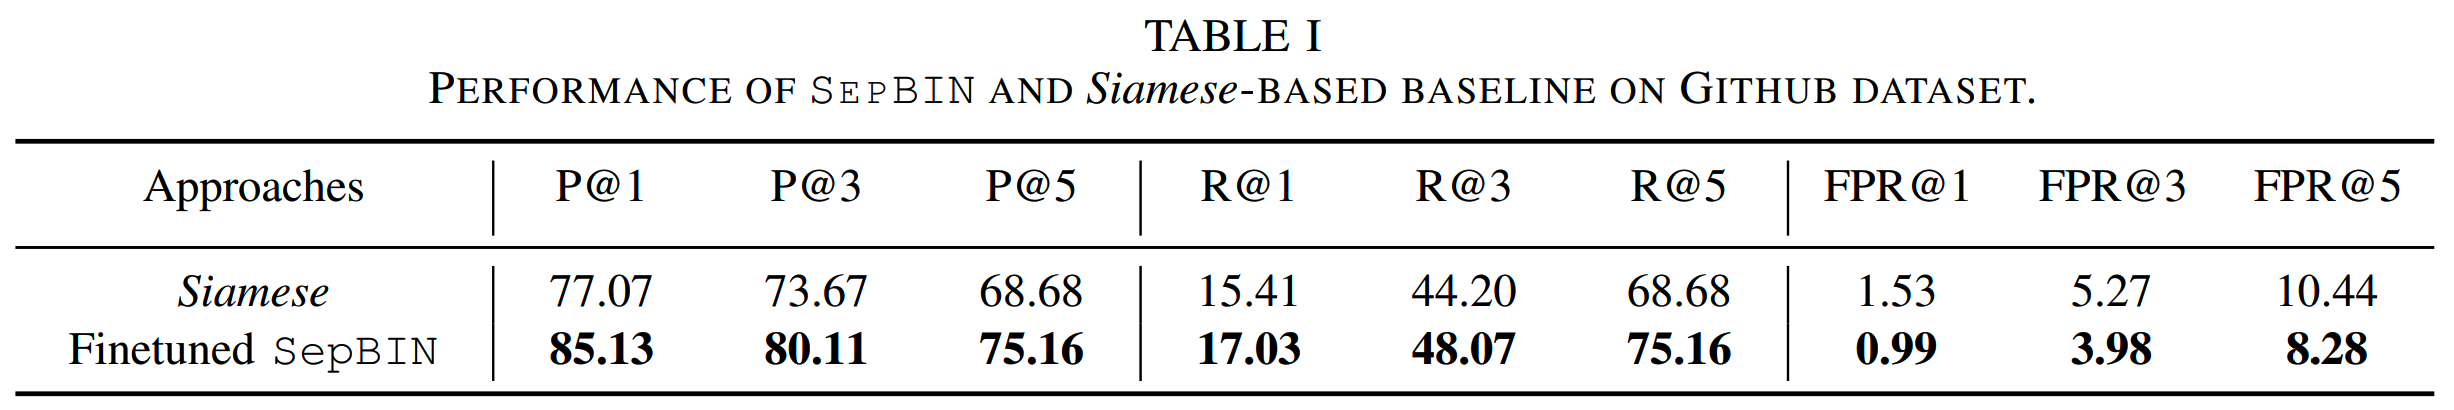 TABLE I
PERFORMANCE OF SEPBIN AND Siamese-BASED BASELINE ON GITHUB DATASET.
Approaches P@1 P@3 P@5 R@1 R@3 R@5 FPR@1 FPR@3 FPR@5
Siamese 77.07 73.67 68.68 15.41 44.20 68.68 1.53 5.27 10.44
Finetuned SepBIN 85.13 80.11 75.16 17.03 48.07 75.16 0.99 3.98 8.28